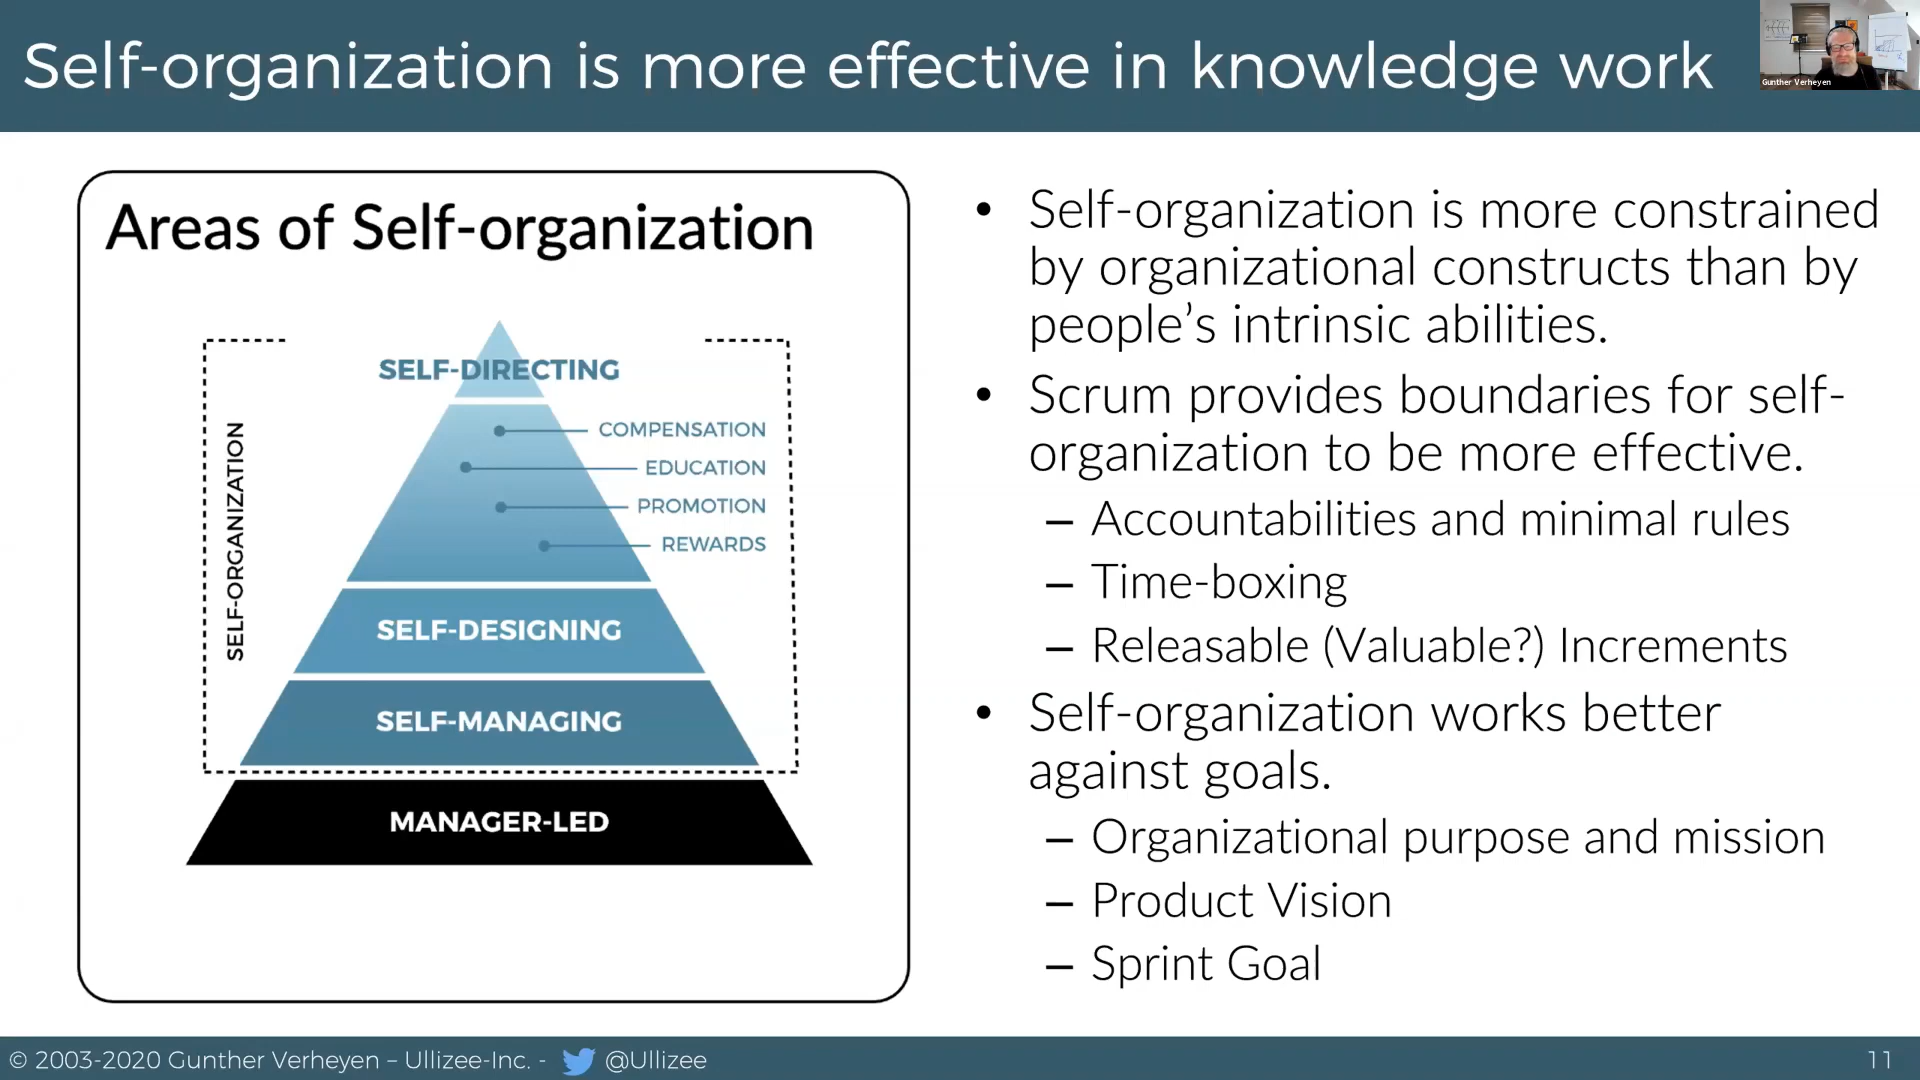 Self-organization is more effective in knowledge work
Gunther Verheyen
Areas of Self-organization
SELF-ORGANIZATION
SELF-DIRECTING
COMPENSATION
EDUCATION
PROMOTION
REWARDS
SELF-DESIGNING
SELF-MANAGING
MANAGER-LED
• Self-organization is more constrained
by organizational constructs than by
people’s intrinsic abilities.
• Scrum provides boundaries for self-
organization to be more effective.
– Accountabilities and minimal rules
– Time-boxing
– Releasable (Valuable?) Increments
• Self-organization works better
against goals.
– Organizational purpose and mission
– Product Vision
– Sprint Goal
© 2003-2020 Gunther Verheyen – Ullizee-Inc. - @Ullizee
11